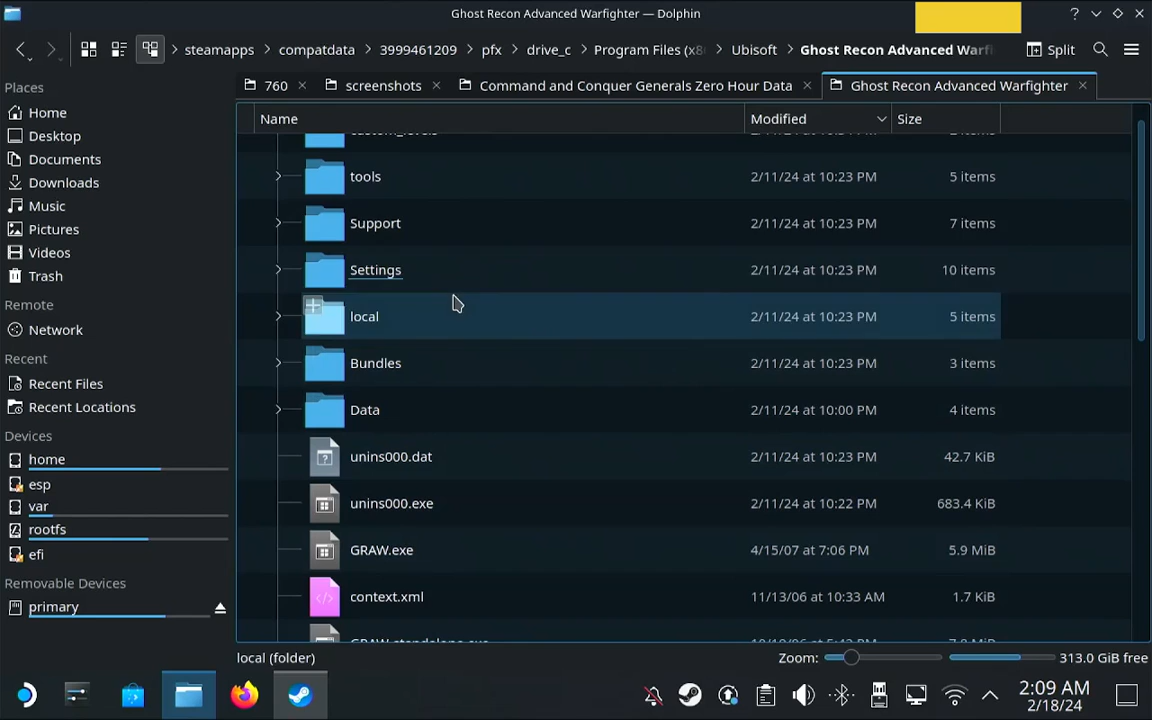 Ghost Recon Advanced Warfighter — Dolphin
steamapps > compatdata > 3999461209 > pfx > drive_c > Program Files (x8 > Ubisoft > Ghost Recon Advanced Warfi
Split
760
screenshots
Command and Conquer Generals Zero Hour Data
Ghost Recon Advanced Warfighter
Places
Home
Desktop
Documents
Downloads
Music
Pictures
Videos
Trash
Remote
Network
Recent
Recent Files
Recent Locations
Devices
home
esp
var
rootfs
efi
Removable Devices
primary
Name Modified Size
tools 2/11/24 at 10:23 PM 5 items
Support 2/11/24 at 10:23 PM 7 items
Settings 2/11/24 at 10:23 PM 10 items
local 2/11/24 at 10:23 PM 5 items
Bundles 2/11/24 at 10:23 PM 3 items
Data 2/11/24 at 10:00 PM 4 items
unins000.dat 2/11/24 at 10:23 PM 42.7 KiB
unins000.exe 2/11/24 at 10:22 PM 683.4 KiB
GRAW.exe 4/15/07 at 7:06 PM 5.9 MiB
context.xml 11/13/06 at 10:33 AM 1.7 KiB
local (folder)
Zoom:
313.0 GiB free
2:09 AM
2/18/24